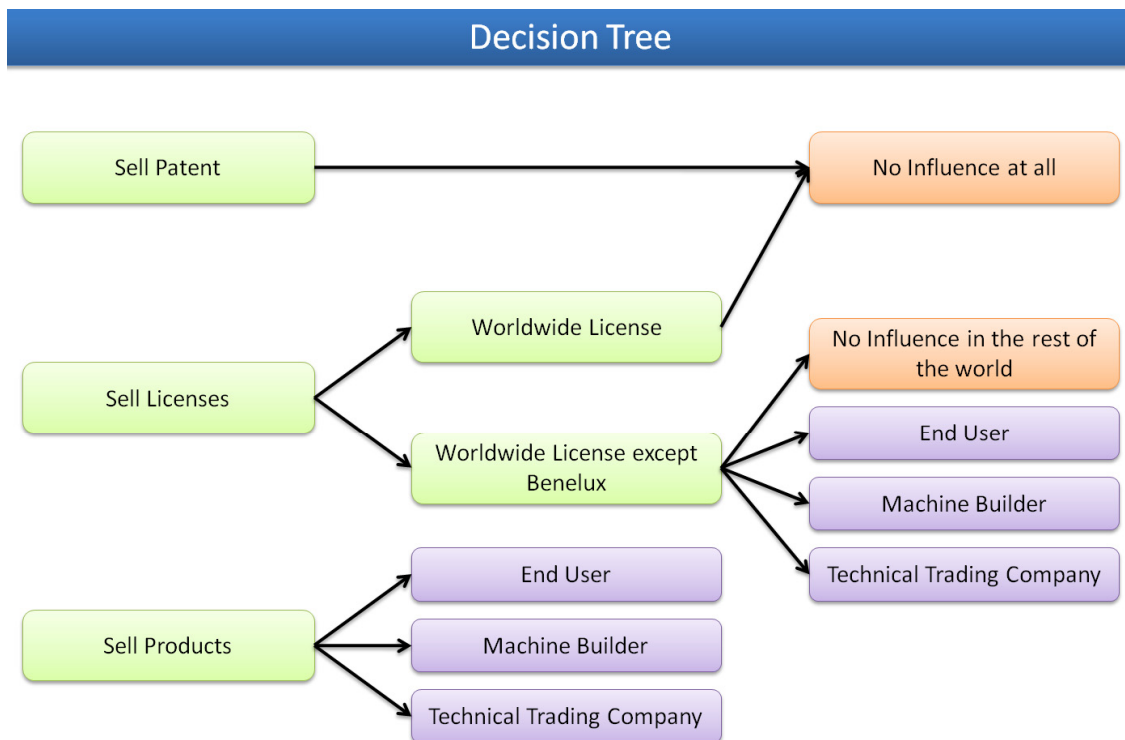 Decision Tree
Sell Patent
No Influence at all
Worldwide License
No Influence in the rest of
the world
Sell Licenses
End User
Worldwide License except
Benelux
Machine Builder
Technical Trading Company
End User
Sell Products
Machine Builder
Technical Trading Company